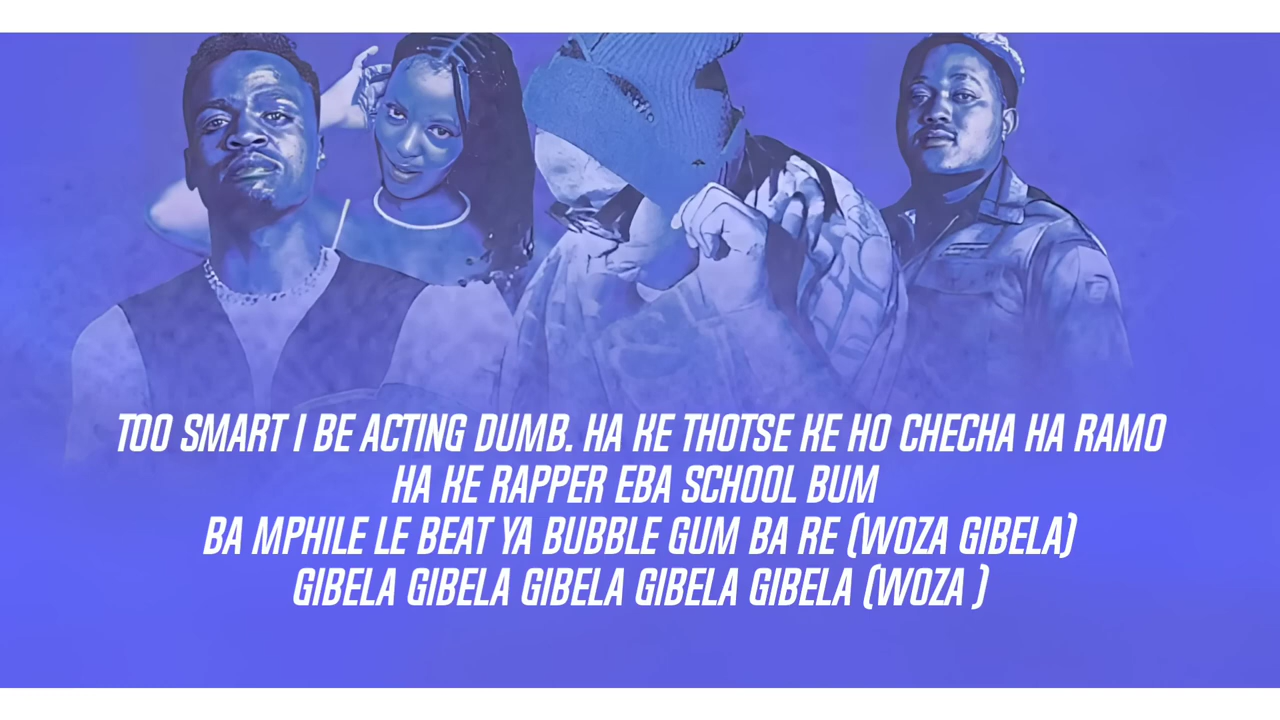 TOO SMART I BE ACTING DUMB. HA KE THOTSE KE HO CHECHA HA RAMO
HA KE RAPPER EBA SCHOOL BUM
BA MPHILE LE BEAT YA BUBBLE GUM BA RE (WOZA GIBELA)
GIBELA GIBELA GIBELA GIBELA GIBELA (WOZA )